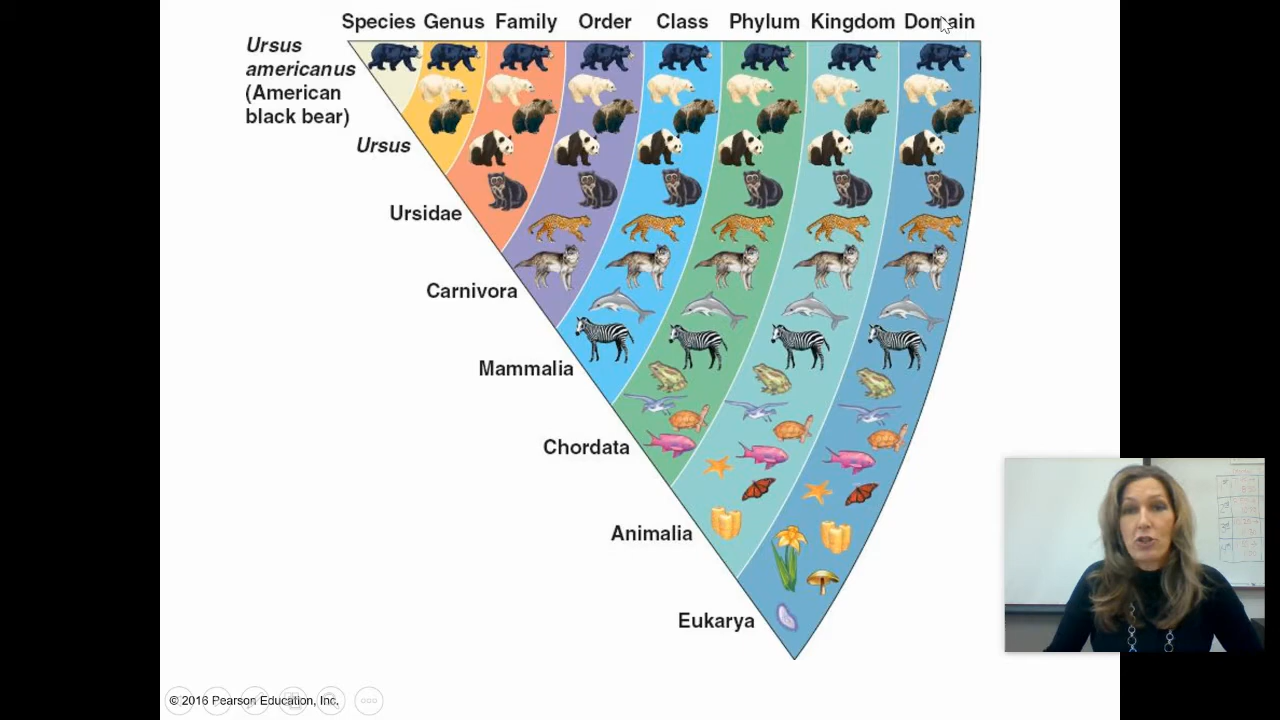 Species Genus Family Order Class Phylum Kingdom Domain
Ursus
americanus
(American
black bear)
Ursus
Ursidae
Carnivora
Mammalia
Chordata
Animalia
Eukarya
© 2016 Pearson Education, Inc.